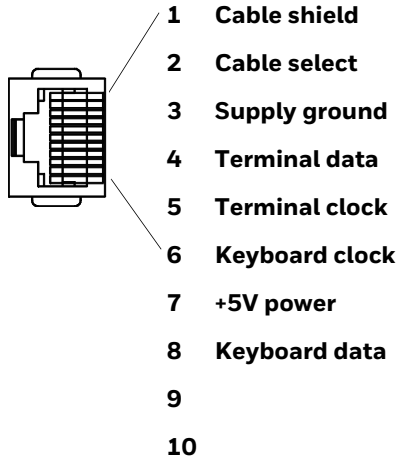 1 Cable shield
2 Cable select
3 Supply ground
4 Terminal data
5 Terminal clock
6 Keyboard clock
7 +5V power
8 Keyboard data
9
10